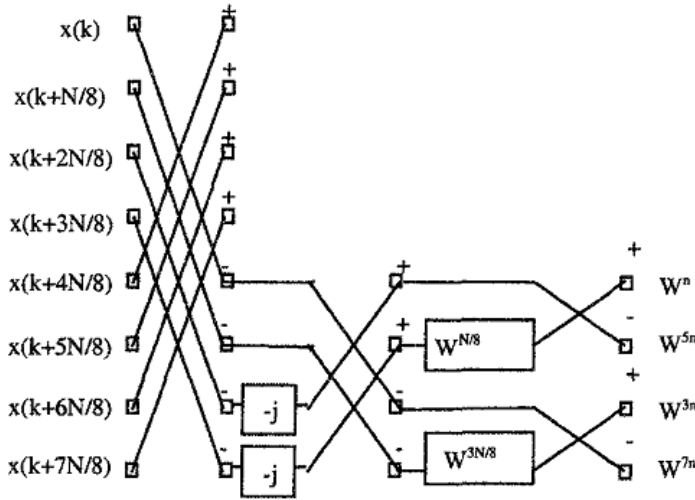 +
x(k)
+
x(k+N/8)
+
x(k+2N/8)
+
x(k+3N/8)
- + +
x(k+4N/8) Wⁿ
- + -
x(k+5N/8) W^{N/8} W^{5n}
- - +
x(k+6N/8) -j W^{3n}
- - -
x(k+7N/8) -j W^{3N/8} W^{7n}